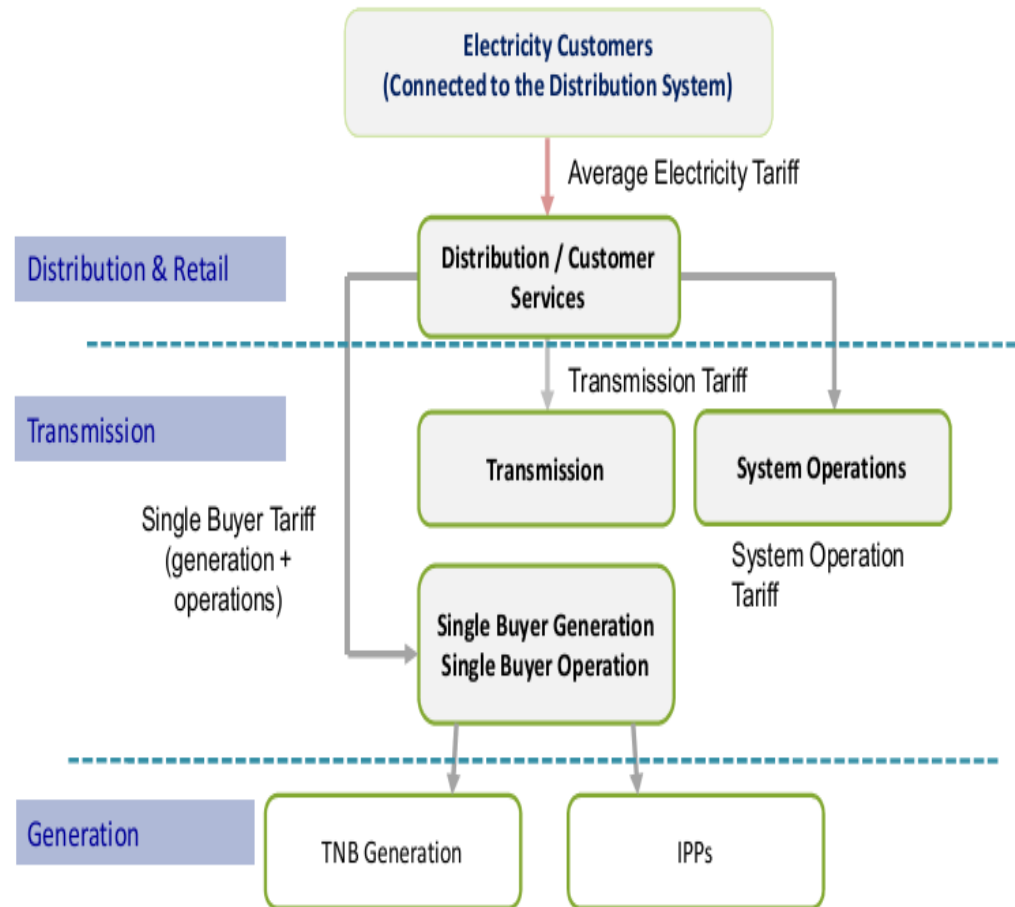 Electricity Customers
(Connected to the Distribution System)
Average Electricity Tariff
Distribution & Retail
Distribution / Customer
Services
Transmission Tariff
Transmission
Transmission
System Operations
Single Buyer Tariff
(generation +
operations)
System Operation
Tariff
Single Buyer Generation
Single Buyer Operation
Generation
TNB Generation
IPPs